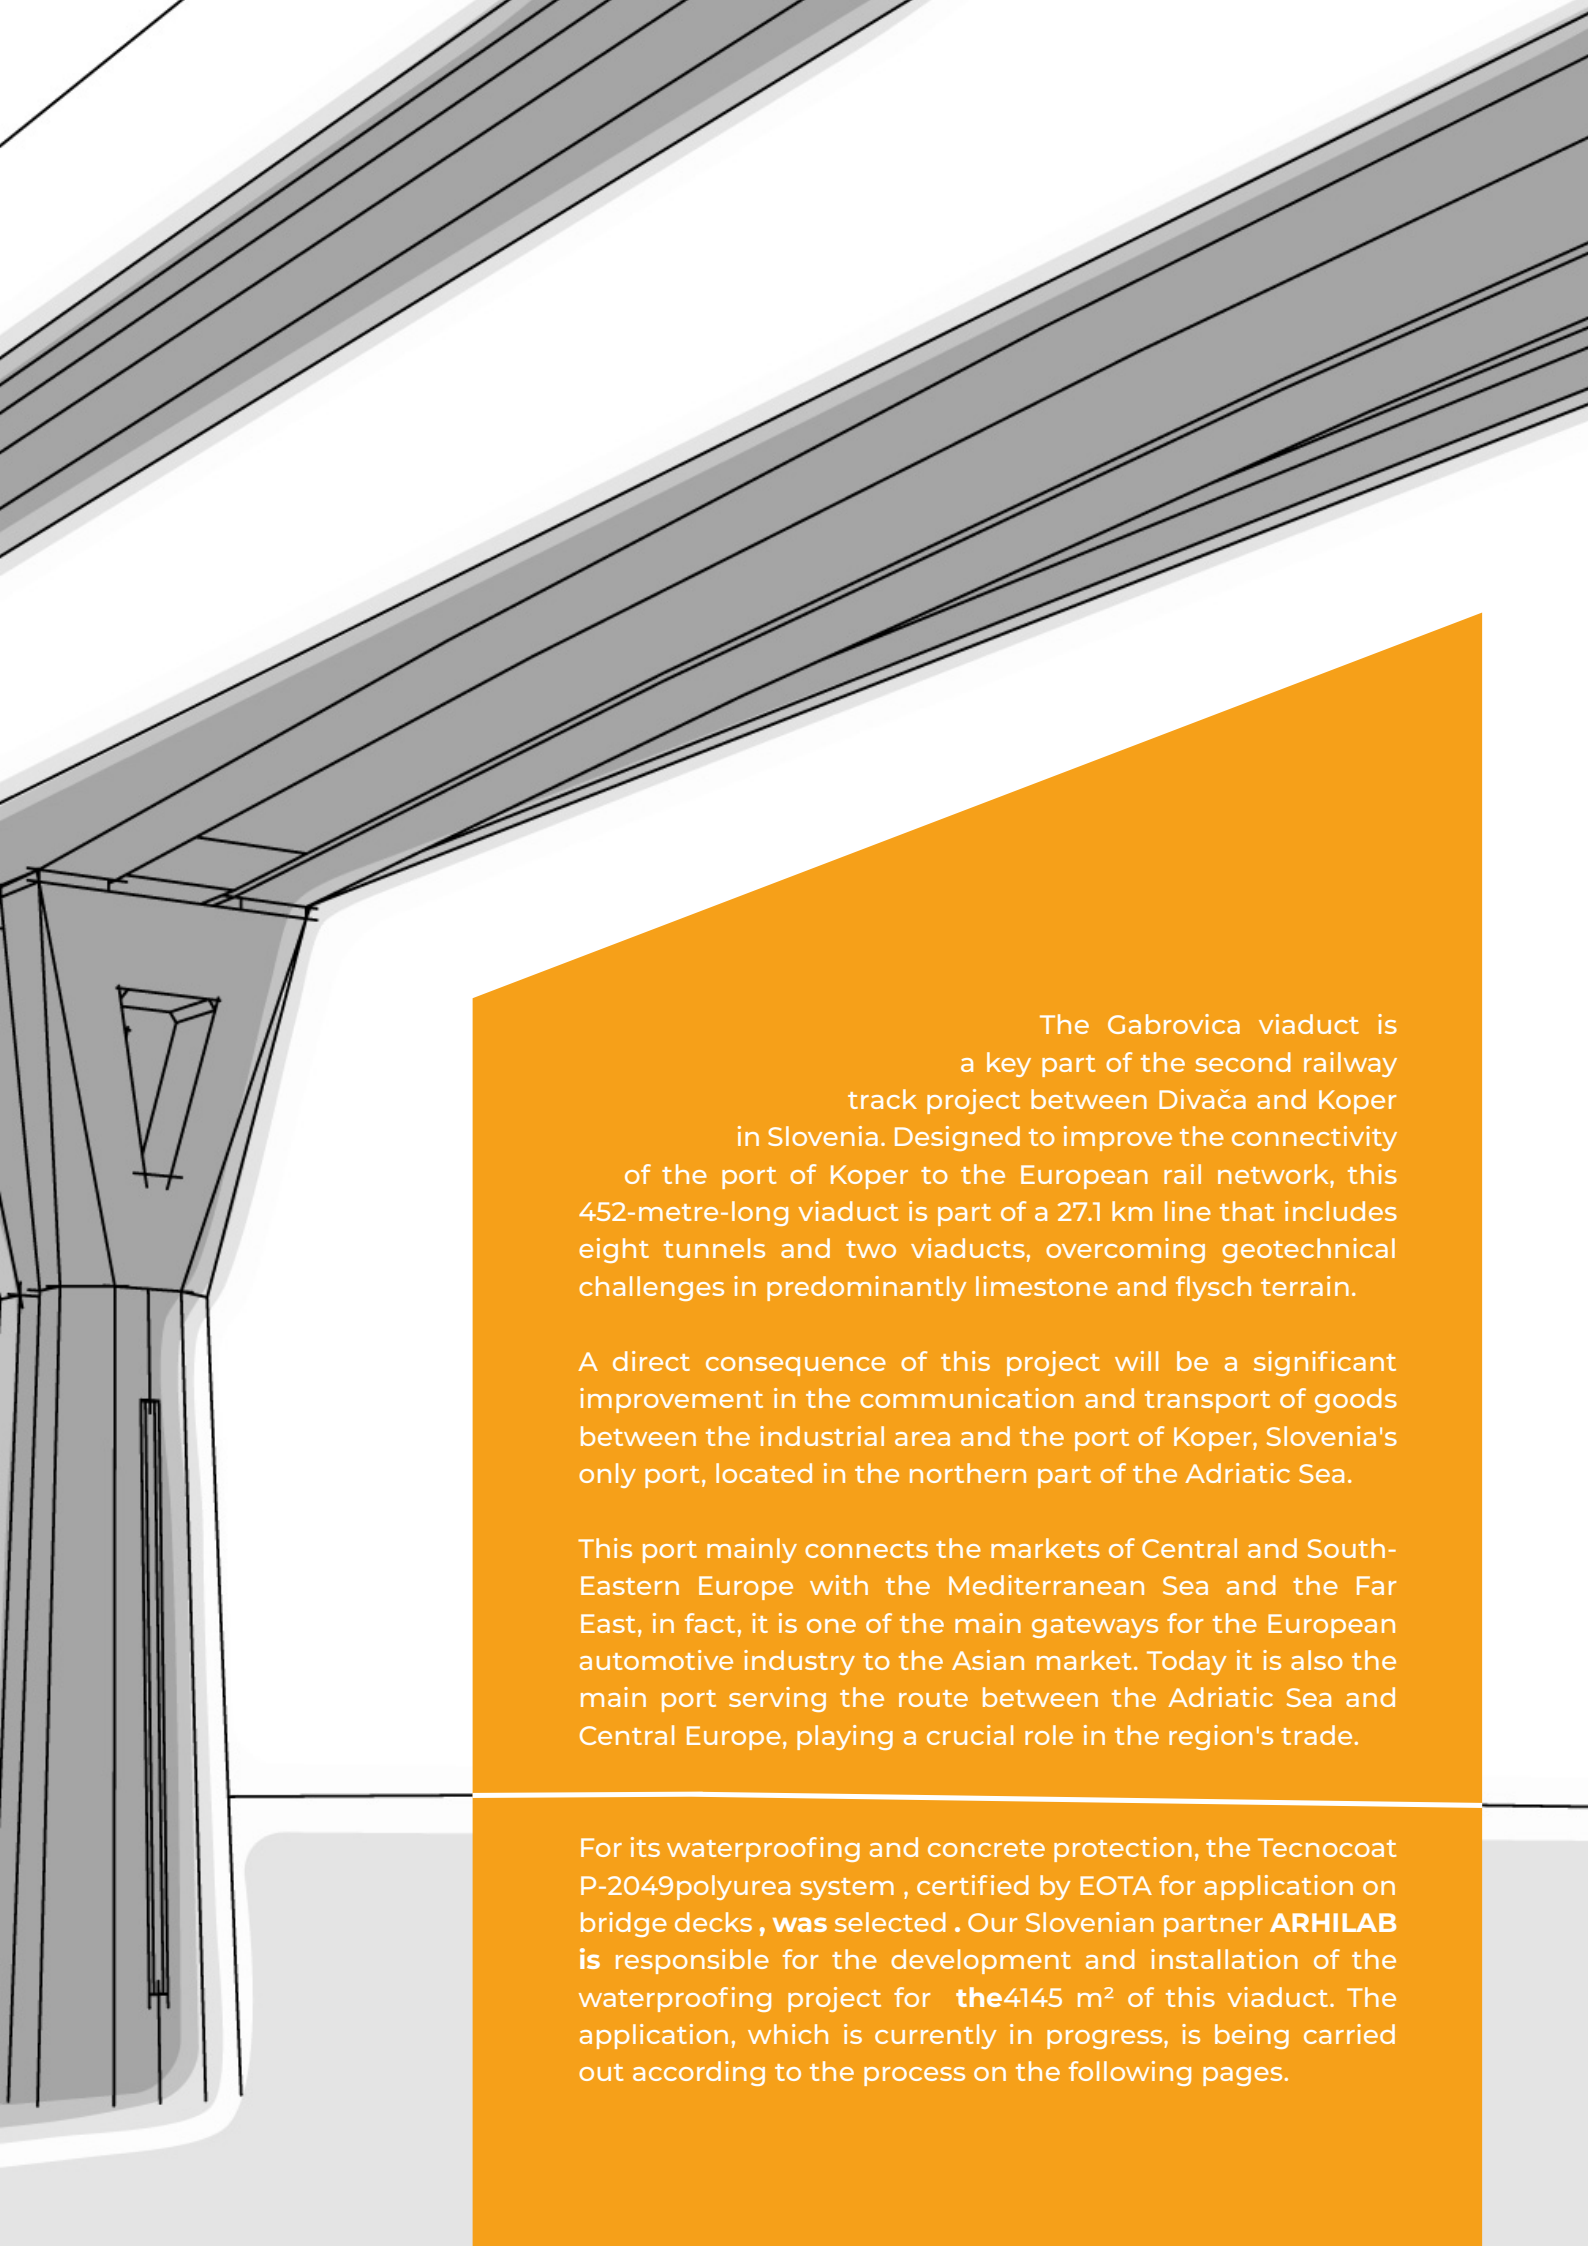 The Gabrovica viaduct is
a key part of the second railway
track project between Divača and Koper
in Slovenia. Designed to improve the connectivity
of the port of Koper to the European rail network, this
452-metre-long viaduct is part of a 27.1 km line that includes
eight tunnels and two viaducts, overcoming geotechnical
challenges in predominantly limestone and flysch terrain.
A direct consequence of this project will be a significant
improvement in the communication and transport of goods
between the industrial area and the port of Koper, Slovenia's
only port, located in the northern part of the Adriatic Sea.
This port mainly connects the markets of Central and South-
Eastern Europe with the Mediterranean Sea and the Far
East, in fact, it is one of the main gateways for the European
automotive industry to the Asian market. Today it is also the
main port serving the route between the Adriatic Sea and
Central Europe, playing a crucial role in the region's trade.
For its waterproofing and concrete protection, the Tecnocoat
P-2049polyurea system , certified by EOTA for application on
bridge decks , was selected . Our Slovenian partner ARHILAB
is responsible for the development and installation of the
waterproofing project for the4145 m² of this viaduct. The
application, which is currently in progress, is being carried
out according to the process on the following pages.